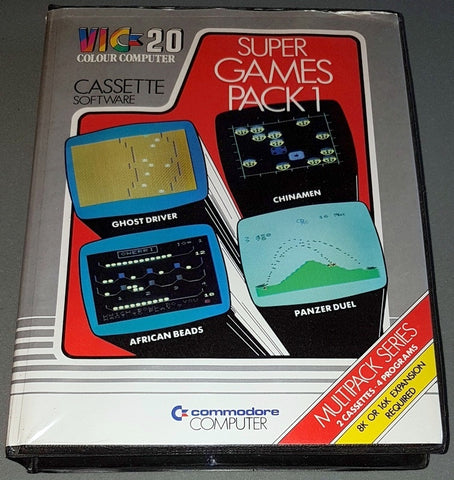 VIC-20
COLOUR COMPUTER
CASSETTE
SOFTWARE
SUPER
GAMES
PACK 1
GHOST DRIVER
CHINAMEN
AFRICAN BEADS
PANZER DUEL
MULTIPACK SERIES
2 CASSETTES · 4 PROGRAMS
8K OR 16K EXPANSION
REQUIRED
commodore
COMPUTER